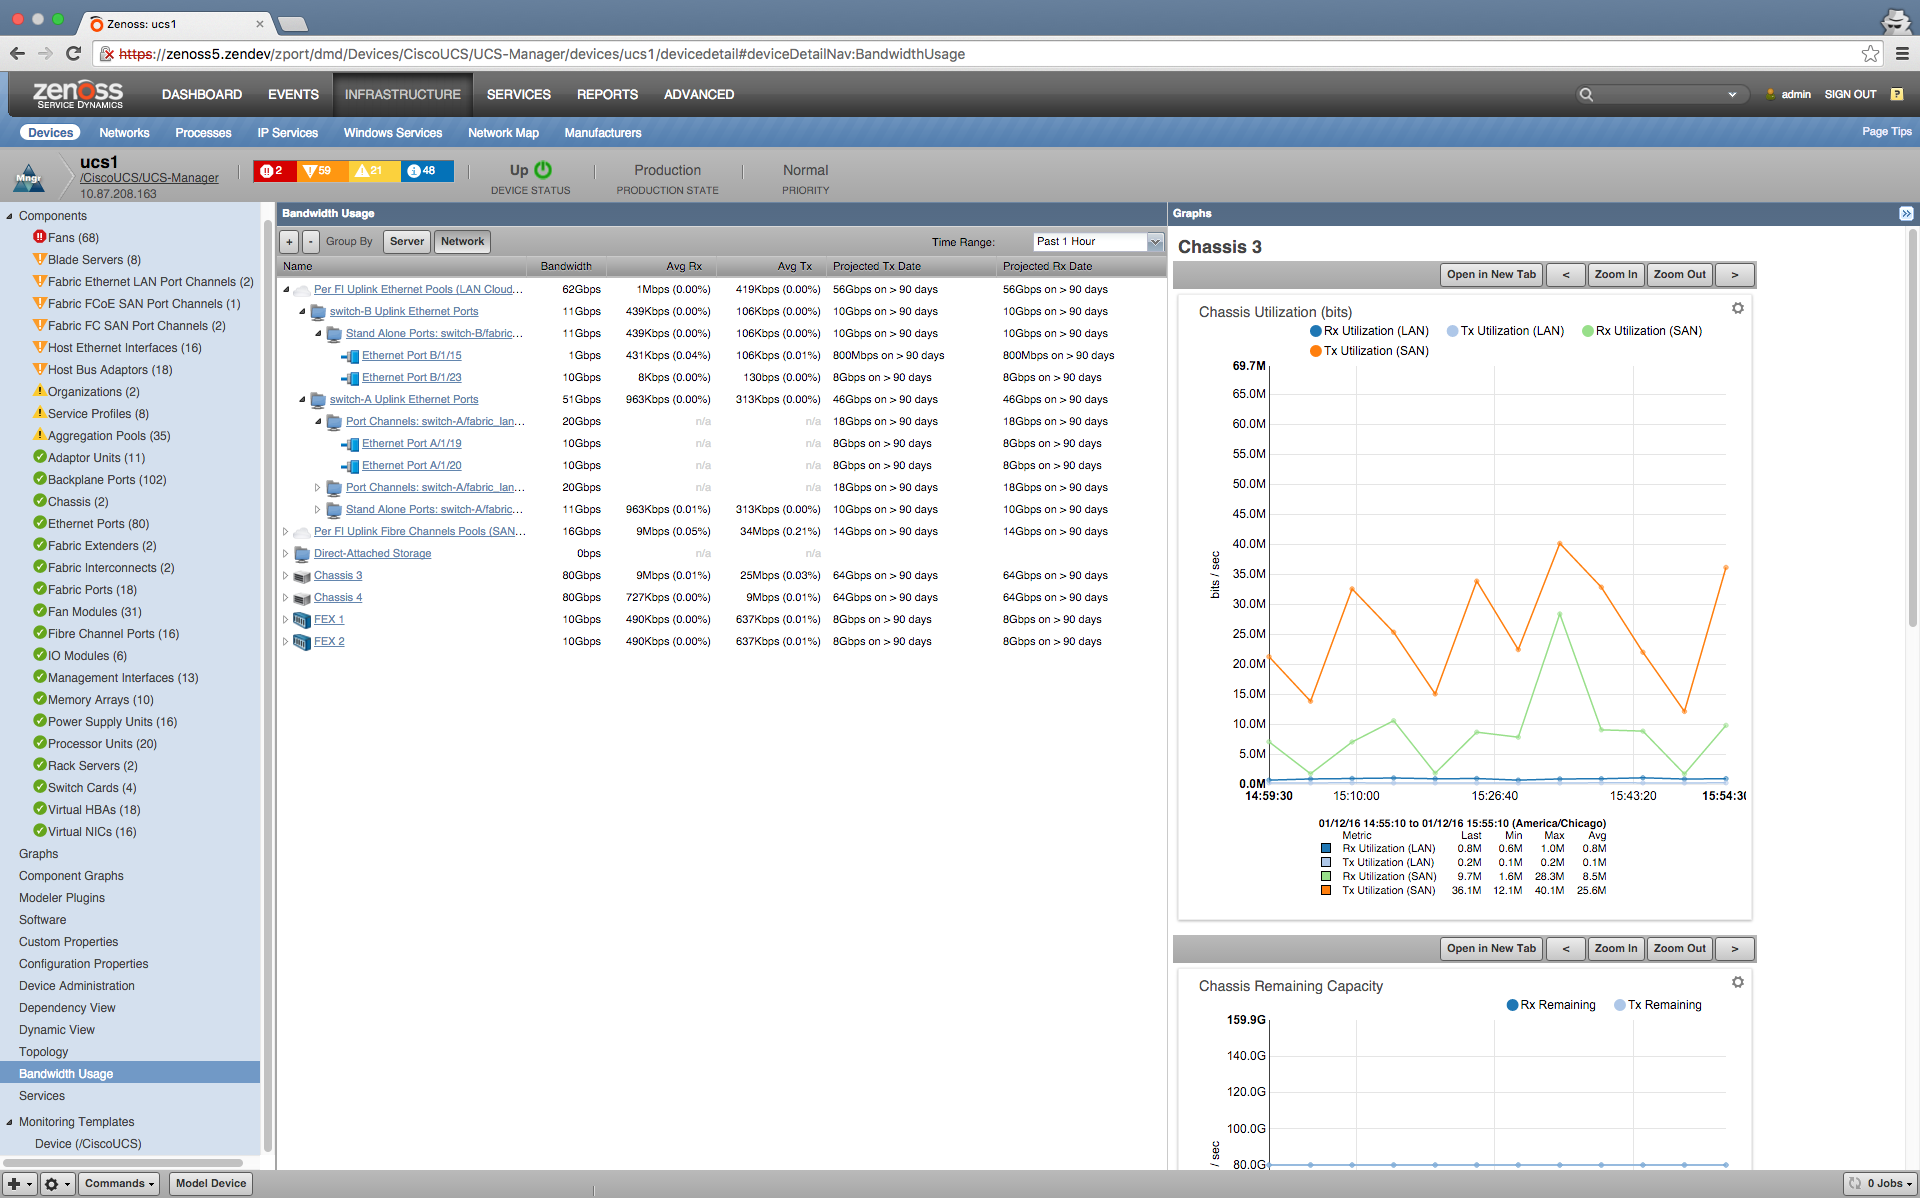 Zenoss: ucs1
https://zenoss5.zendev/zport/dmd/Devices/CiscoUCS/UCS-Manager/devices/ucs1/devicedetail#deviceDetailNav:BandwidthUsage
zenoss SERVICE DYNAMICS
DASHBOARD EVENTS INFRASTRUCTURE SERVICES REPORTS ADVANCED
admin SIGN OUT ?
Devices Networks Processes IP Services Windows Services Network Map Manufacturers
Page Tips
Mngr
ucs1
/CiscoUCS/UCS-Manager
10.87.208.163
2 59 21 48
Up
DEVICE STATUS
Production
PRODUCTION STATE
Normal
PRIORITY
Components
Fans (68)
Blade Servers (8)
Fabric Ethernet LAN Port Channels (2)
Fabric FCoE SAN Port Channels (1)
Fabric FC SAN Port Channels (2)
Host Ethernet Interfaces (16)
Host Bus Adaptors (18)
Organizations (2)
Service Profiles (8)
Aggregation Pools (35)
Adaptor Units (11)
Backplane Ports (102)
Chassis (2)
Ethernet Ports (80)
Fabric Extenders (2)
Fabric Interconnects (2)
Fabric Ports (18)
Fan Modules (31)
Fibre Channel Ports (16)
IO Modules (6)
Management Interfaces (13)
Memory Arrays (10)
Power Supply Units (16)
Processor Units (20)
Rack Servers (2)
Switch Cards (4)
Virtual HBAs (18)
Virtual NICs (16)
Graphs
Component Graphs
Modeler Plugins
Software
Custom Properties
Configuration Properties
Device Administration
Dependency View
Dynamic View
Topology
Bandwidth Usage
Services
Monitoring Templates
Device (/CiscoUCS)
Bandwidth Usage
+ - Group By Server Network Time Range: Past 1 Hour
Name Bandwidth Avg Rx Avg Tx Projected Tx Date Projected Rx Date
Per FI Uplink Ethernet Pools (LAN Cloud... 62Gbps 1Mbps (0.00%) 419Kbps (0.00%) 56Gbps on > 90 days 56Gbps on > 90 days
switch-B Uplink Ethernet Ports 11Gbps 439Kbps (0.00%) 106Kbps (0.00%) 10Gbps on > 90 days 10Gbps on > 90 days
Stand Alone Ports: switch-B/fabric... 11Gbps 439Kbps (0.00%) 106Kbps (0.00%) 10Gbps on > 90 days 10Gbps on > 90 days
Ethernet Port B/1/15 1Gbps 431Kbps (0.04%) 106Kbps (0.01%) 800Mbps on > 90 days 800Mbps on > 90 days
Ethernet Port B/1/23 10Gbps 8Kbps (0.00%) 130bps (0.00%) 8Gbps on > 90 days 8Gbps on > 90 days
switch-A Uplink Ethernet Ports 51Gbps 963Kbps (0.00%) 313Kbps (0.00%) 46Gbps on > 90 days 46Gbps on > 90 days
Port Channels: switch-A/fabric_lan... 20Gbps n/a n/a 18Gbps on > 90 days 18Gbps on > 90 days
Ethernet Port A/1/19 10Gbps n/a n/a 8Gbps on > 90 days 8Gbps on > 90 days
Ethernet Port A/1/20 10Gbps n/a n/a 8Gbps on > 90 days 8Gbps on > 90 days
Port Channels: switch-A/fabric_lan... 20Gbps n/a n/a 18Gbps on > 90 days 18Gbps on > 90 days
Stand Alone Ports: switch-A/fabric... 11Gbps 963Kbps (0.01%) 313Kbps (0.00%) 10Gbps on > 90 days 10Gbps on > 90 days
Per FI Uplink Fibre Channels Pools (SAN... 16Gbps 9Mbps (0.05%) 34Mbps (0.21%) 14Gbps on > 90 days 14Gbps on > 90 days
Direct-Attached Storage 0bps n/a n/a
Chassis 3 80Gbps 9Mbps (0.01%) 25Mbps (0.03%) 64Gbps on > 90 days 64Gbps on > 90 days
Chassis 4 80Gbps 727Kbps (0.00%) 9Mbps (0.01%) 64Gbps on > 90 days 64Gbps on > 90 days
FEX 1 10Gbps 490Kbps (0.00%) 637Kbps (0.01%) 8Gbps on > 90 days 8Gbps on > 90 days
FEX 2 10Gbps 490Kbps (0.00%) 637Kbps (0.01%) 8Gbps on > 90 days 8Gbps on > 90 days
Graphs
Chassis 3
Open in New Tab < Zoom In Zoom Out >
Chassis Utilization (bits)
Rx Utilization (LAN) Tx Utilization (LAN) Rx Utilization (SAN)
Tx Utilization (SAN)
69.7M
65.0M
60.0M
55.0M
50.0M
45.0M
40.0M
35.0M
30.0M
25.0M
20.0M
15.0M
10.0M
5.0M
0.0M
bits / sec
14:59:30 15:10:00 15:26:40 15:43:20 15:54:30
01/12/16 14:55:10 to 01/12/16 15:55:10 (America/Chicago)
Metric Last Min Max Avg
Rx Utilization (LAN) 0.8M 0.6M 1.0M 0.8M
Tx Utilization (LAN) 0.2M 0.1M 0.2M 0.1M
Rx Utilization (SAN) 9.7M 1.6M 28.3M 8.5M
Tx Utilization (SAN) 36.1M 12.1M 40.1M 25.6M
Open in New Tab < Zoom In Zoom Out >
Chassis Remaining Capacity
Rx Remaining Tx Remaining
159.9G
140.0G
120.0G
100.0G
80.0G
/ sec
Commands Model Device
0 Jobs